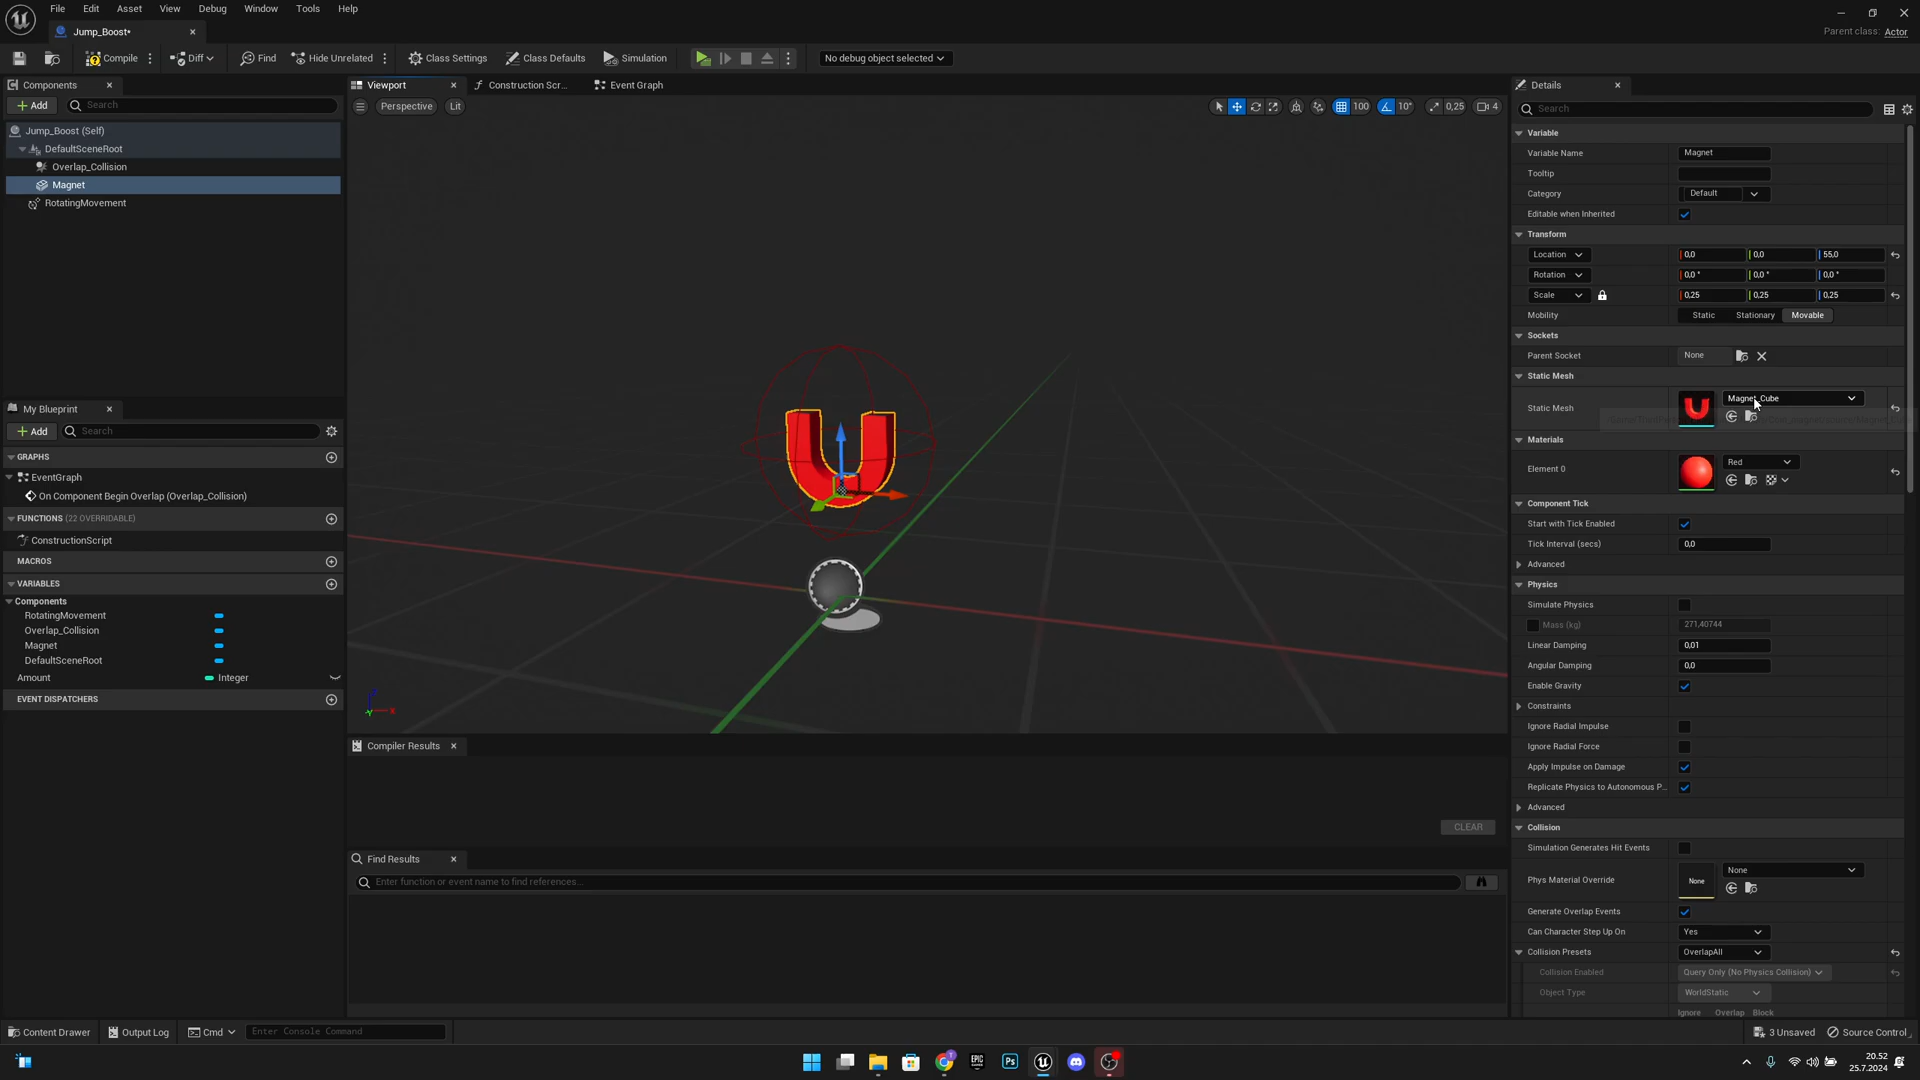 File Edit Asset View Debug Window Tools Help
Jump_Boost*
Parent class: Actor
Compile Diff Find Hide Unrelated Class Settings Class Defaults Simulation No debug object selected
Components
Add Search
Jump_Boost (Self)
DefaultSceneRoot
Overlap_Collision
Magnet
RotatingMovement
My Blueprint
Add Search
GRAPHS
EventGraph
On Component Begin Overlap (Overlap_Collision)
FUNCTIONS (22 OVERRIDABLE)
ConstructionScript
MACROS
VARIABLES
Components
RotatingMovement
Overlap_Collision
Magnet
DefaultSceneRoot
Amount Integer
EVENT DISPATCHERS
Viewport Construction Scr... Event Graph
Perspective Lit 100 10° 0,25 4
X
Compiler Results
CLEAR
Find Results
Enter function or event name to find references...
Details
Search
Variable
Variable Name Magnet
Tooltip
Category Default
Editable when Inherited
Transform
Location 0,0 0,0 55,0
Rotation 0,0 ° 0,0 ° 0,0 °
Scale 0,25 0,25 0,25
Mobility Static Stationary Movable
Sockets
Parent Socket None
Static Mesh
Static Mesh Magnet_Cube
Materials
Element 0 Red
Component Tick
Start with Tick Enabled
Tick Interval (secs) 0,0
Advanced
Physics
Simulate Physics
Mass (kg) 271,40744
Linear Damping 0,01
Angular Damping 0,0
Enable Gravity
Constraints
Ignore Radial Impulse
Ignore Radial Force
Apply Impulse on Damage
Replicate Physics to Autonomous P...
Advanced
Collision
Simulation Generates Hit Events
Phys Material Override None None
Generate Overlap Events
Can Character Step Up On Yes
Collision Presets OverlapAll
Collision Enabled Query Only (No Physics Collision)
Object Type WorldStatic
Ignore Overlap Block
Content Drawer Output Log Cmd Enter Console Command 3 Unsaved Source Control
EPIC Ps
20.52
25.7.2024